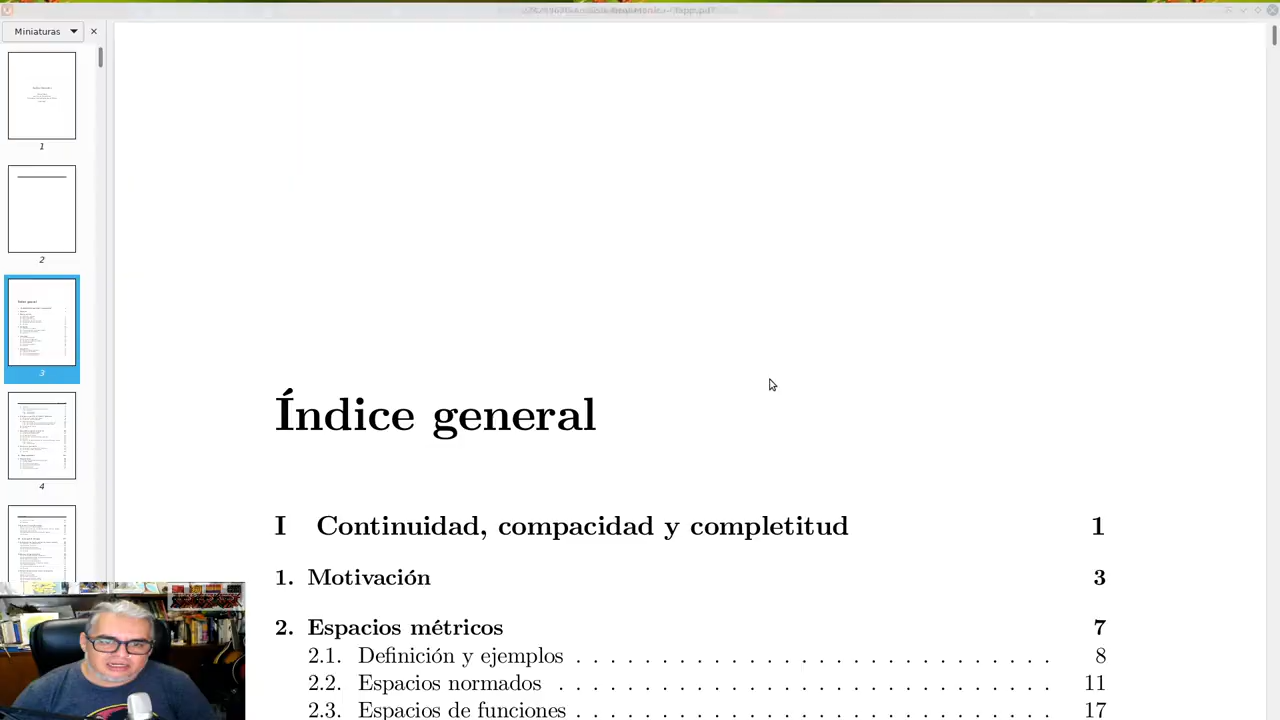 Miniaturas
1
2
3
4
Índice general
I Continuidad, compacidad y completitud 1
1. Motivación 3
2. Espacios métricos 7
2.1. Definición y ejemplos . . . . . . . . . . . . . . . . . . . . . . . . . . . . 8
2.2. Espacios normados . . . . . . . . . . . . . . . . . . . . . . . . . . . . . 11
2.3. Espacios de funciones . . . . . . . . . . . . . . . . . . . . . . . . . . . . 17